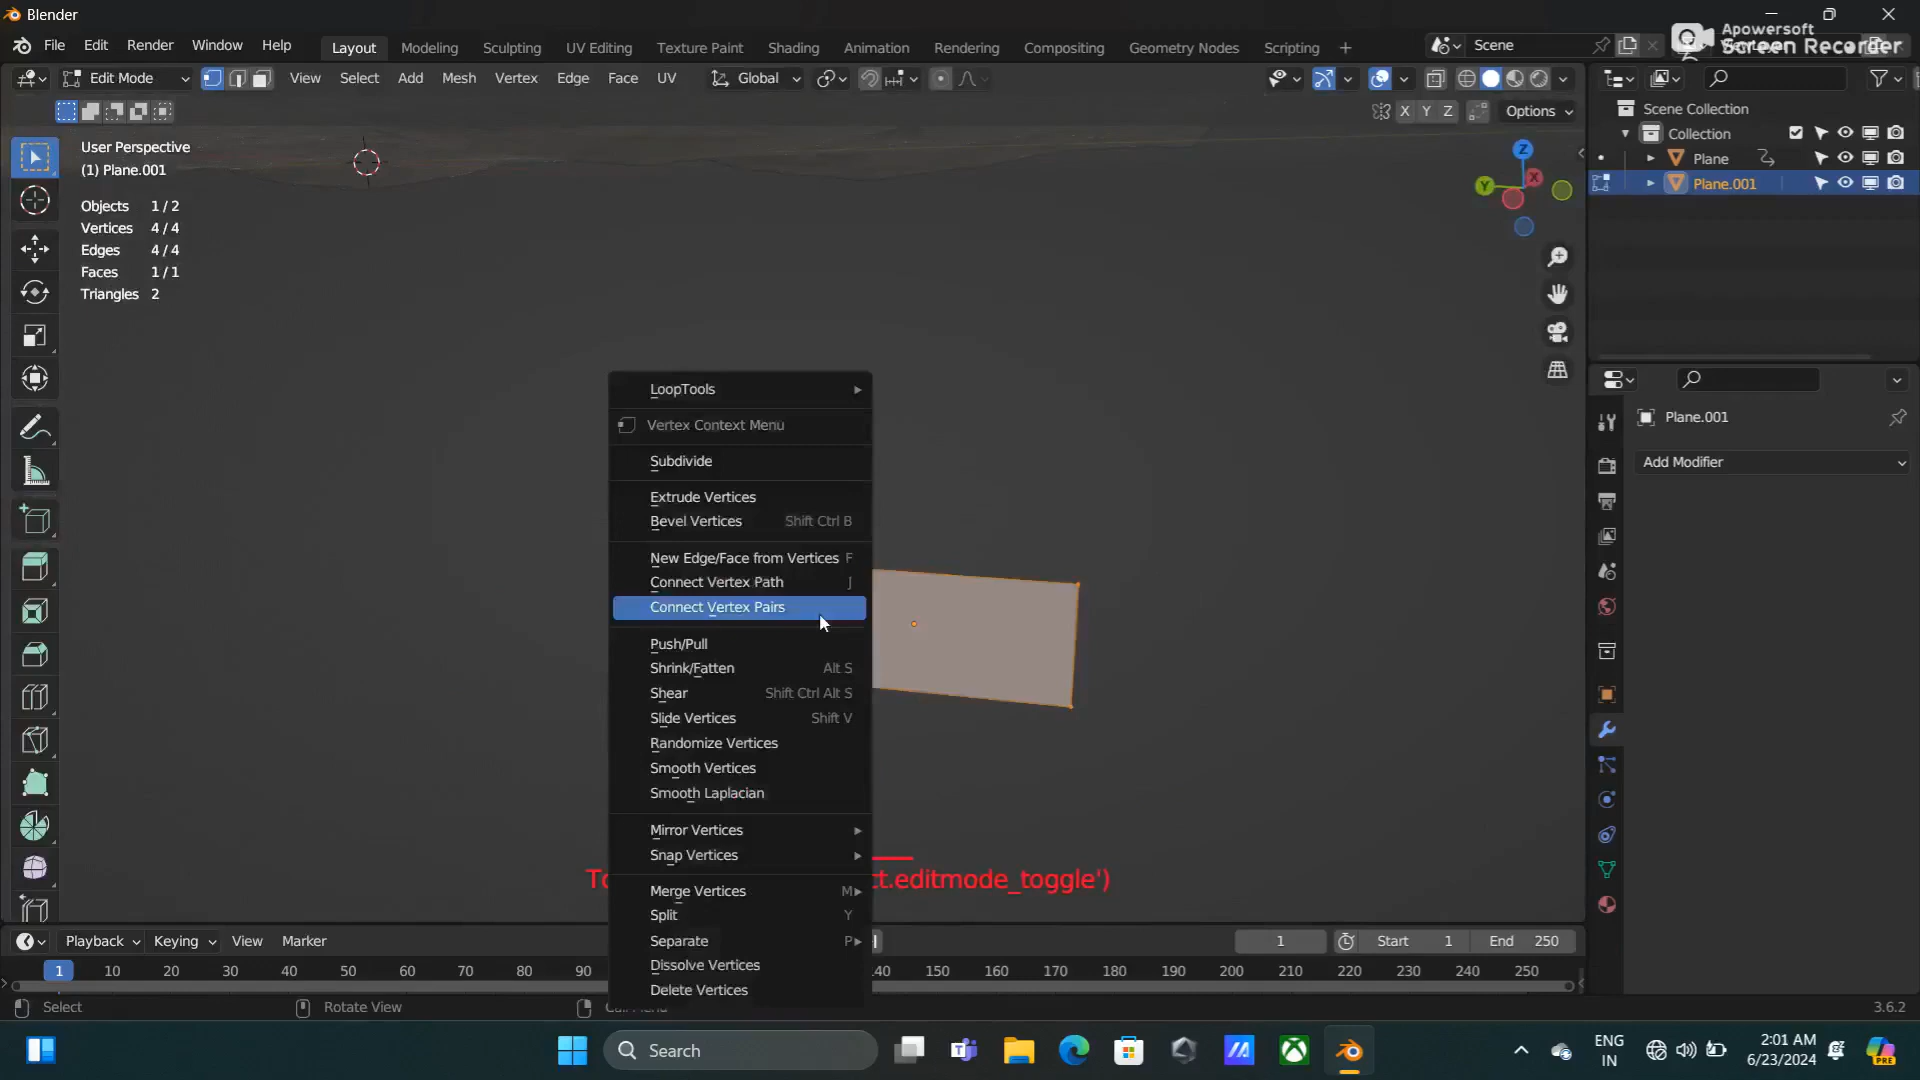 Blender
File Edit Render Window Help Layout Modeling Sculpting UV Editing Texture Paint Shading Animation Rendering Compositing Geometry Nodes Scripting + Scene
Apowersoft
Screen Recorder
Edit Mode View Select Add Mesh Vertex Edge Face UV Global
X Y Z Options
User Perspective
(1) Plane.001
Objects 1 / 2
Vertices 4 / 4
Edges 4 / 4
Faces 1 / 1
Triangles 2
Z
Y
X
Scene Collection
Collection
Plane
Plane.001
Plane.001
Add Modifier
LoopTools
Vertex Context Menu
Subdivide
Extrude Vertices
Bevel Vertices Shift Ctrl B
New Edge/Face from Vertices F
Connect Vertex Path J
Connect Vertex Pairs
Push/Pull
Shrink/Fatten Alt S
Shear Shift Ctrl Alt S
Slide Vertices Shift V
Randomize Vertices
Smooth Vertices
Smooth Laplacian
Mirror Vertices
Snap Vertices
Merge Vertices M
Split Y
Separate P
Dissolve Vertices
Delete Vertices
ct.editmode_toggle')
Playback Keying View Marker 1 Start 1 End 250
1 10 20 30 40 50 60 70 80 90 140 150 160 170 180 190 200 210 220 230 240 250
Select Rotate View 3.6.2
Search
ENG
IN
2:01 AM
6/23/2024
PRE